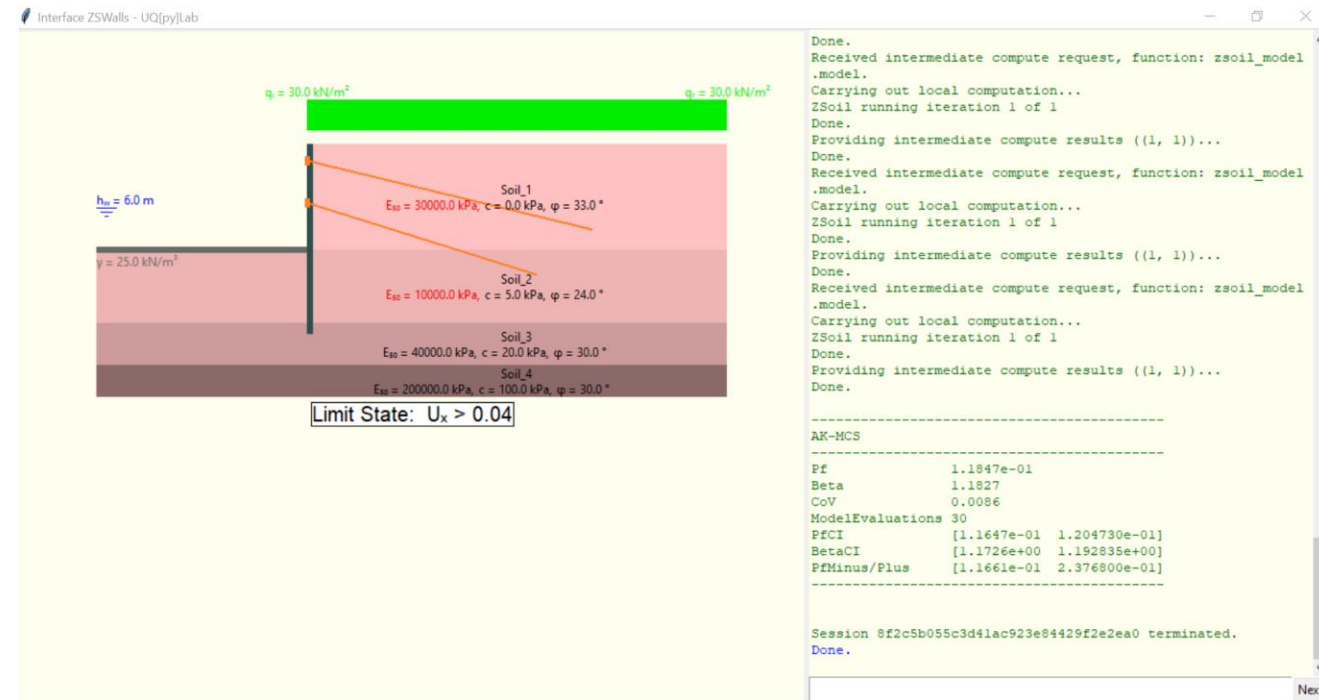 Interface ZSWalls - UQ[py]Lab
qₗ = 30.0 kN/m²
qᵣ = 30.0 kN/m²
hw = 6.0 m
Soil_1
E₅₀ = 30000.0 kPa, c = 0.0 kPa, φ = 33.0 °
γ = 25.0 kN/m³
Soil_2
E₅₀ = 10000.0 kPa, c = 5.0 kPa, φ = 24.0 °
Soil_3
E₅₀ = 40000.0 kPa, c = 20.0 kPa, φ = 30.0 °
Soil_4
E₅₀ = 200000.0 kPa, c = 100.0 kPa, φ = 30.0 °
Limit State: Uₓ > 0.04
Done.
Received intermediate compute request, function: zsoil_model
.model.
Carrying out local computation...
ZSoil running iteration 1 of 1
Done.
Providing intermediate compute results ((1, 1))...
Done.
Received intermediate compute request, function: zsoil_model
.model.
Carrying out local computation...
ZSoil running iteration 1 of 1
Done.
Providing intermediate compute results ((1, 1))...
Done.
Received intermediate compute request, function: zsoil_model
.model.
Carrying out local computation...
ZSoil running iteration 1 of 1
Done.
Providing intermediate compute results ((1, 1))...
Done.
AK-MCS
Pf 1.1847e-01
Beta 1.1827
CoV 0.0086
ModelEvaluations 30
PfCI [1.1647e-01 1.204730e-01]
BetaCI [1.1726e+00 1.192835e+00]
PfMinus/Plus [1.1661e-01 2.376800e-01]
Session 8f2c5b055c3d41ac923e84429f2e2ea0 terminated.
Done.
Nex